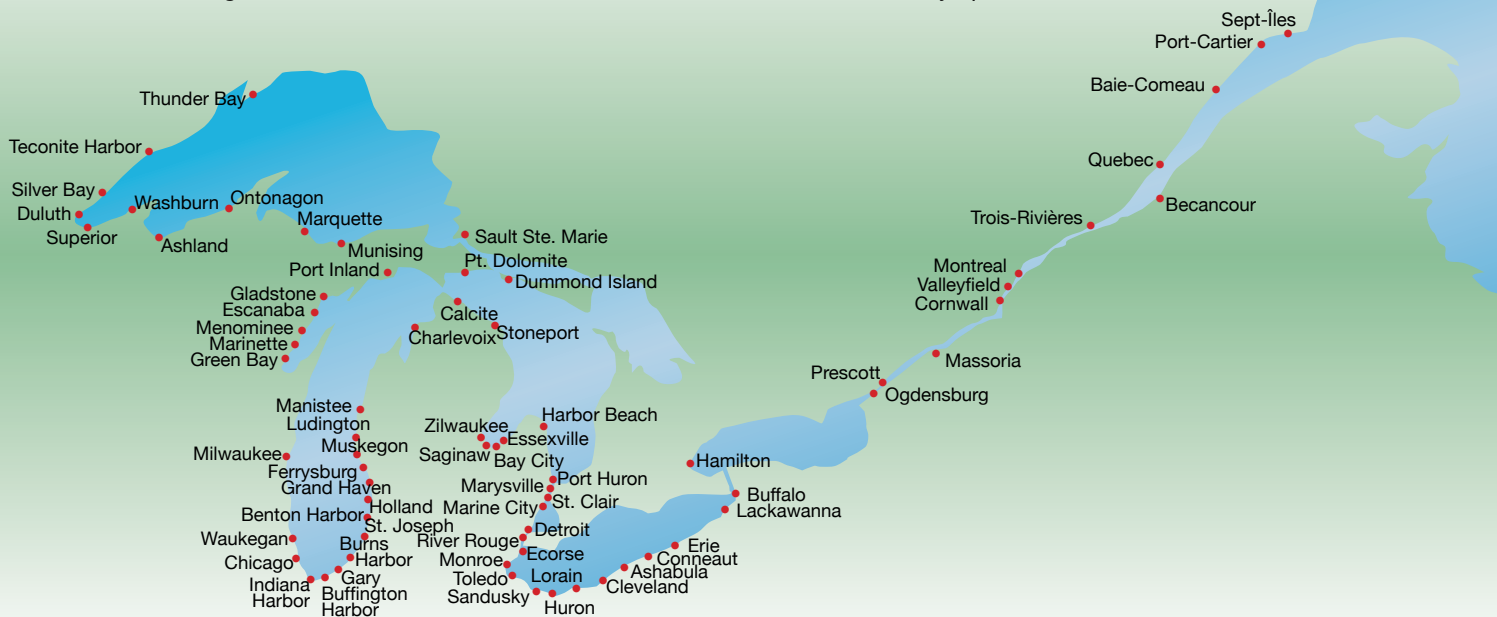 Sept-Îles
Port-Cartier
Baie-Comeau
Thunder Bay
Teconite Harbor
Quebec
Silver Bay
Washburn
Ontonagon
Becancour
Duluth
Marquette
Trois-Rivières
Superior
Ashland
Munising
Sault Ste. Marie
Port Inland
Pt. Dolomite
Montreal
Dummond Island
Valleyfield
Gladstone
Cornwall
Escanaba
Calcite
Menominee
Charlevoix
Stoneport
Marinette
Green Bay
Massoria
Prescott
Ogdensburg
Manistee
Ludington
Harbor Beach
Zilwaukee
Essexville
Muskegon
Milwaukee
Saginaw
Bay City
Hamilton
Ferrysburg
Grand Haven
Port Huron
Marysville
Buffalo
Holland
Marine City
St. Clair
Lackawanna
Benton Harbor
St. Joseph
Detroit
Waukegan
River Rouge
Burns
Harbor
Erie
Ecorse
Conneaut
Chicago
Monroe
Ashabula
Gary
Toledo
Lorain
Cleveland
Indiana
Harbor
Buffington
Harbor
Sandusky
Huron